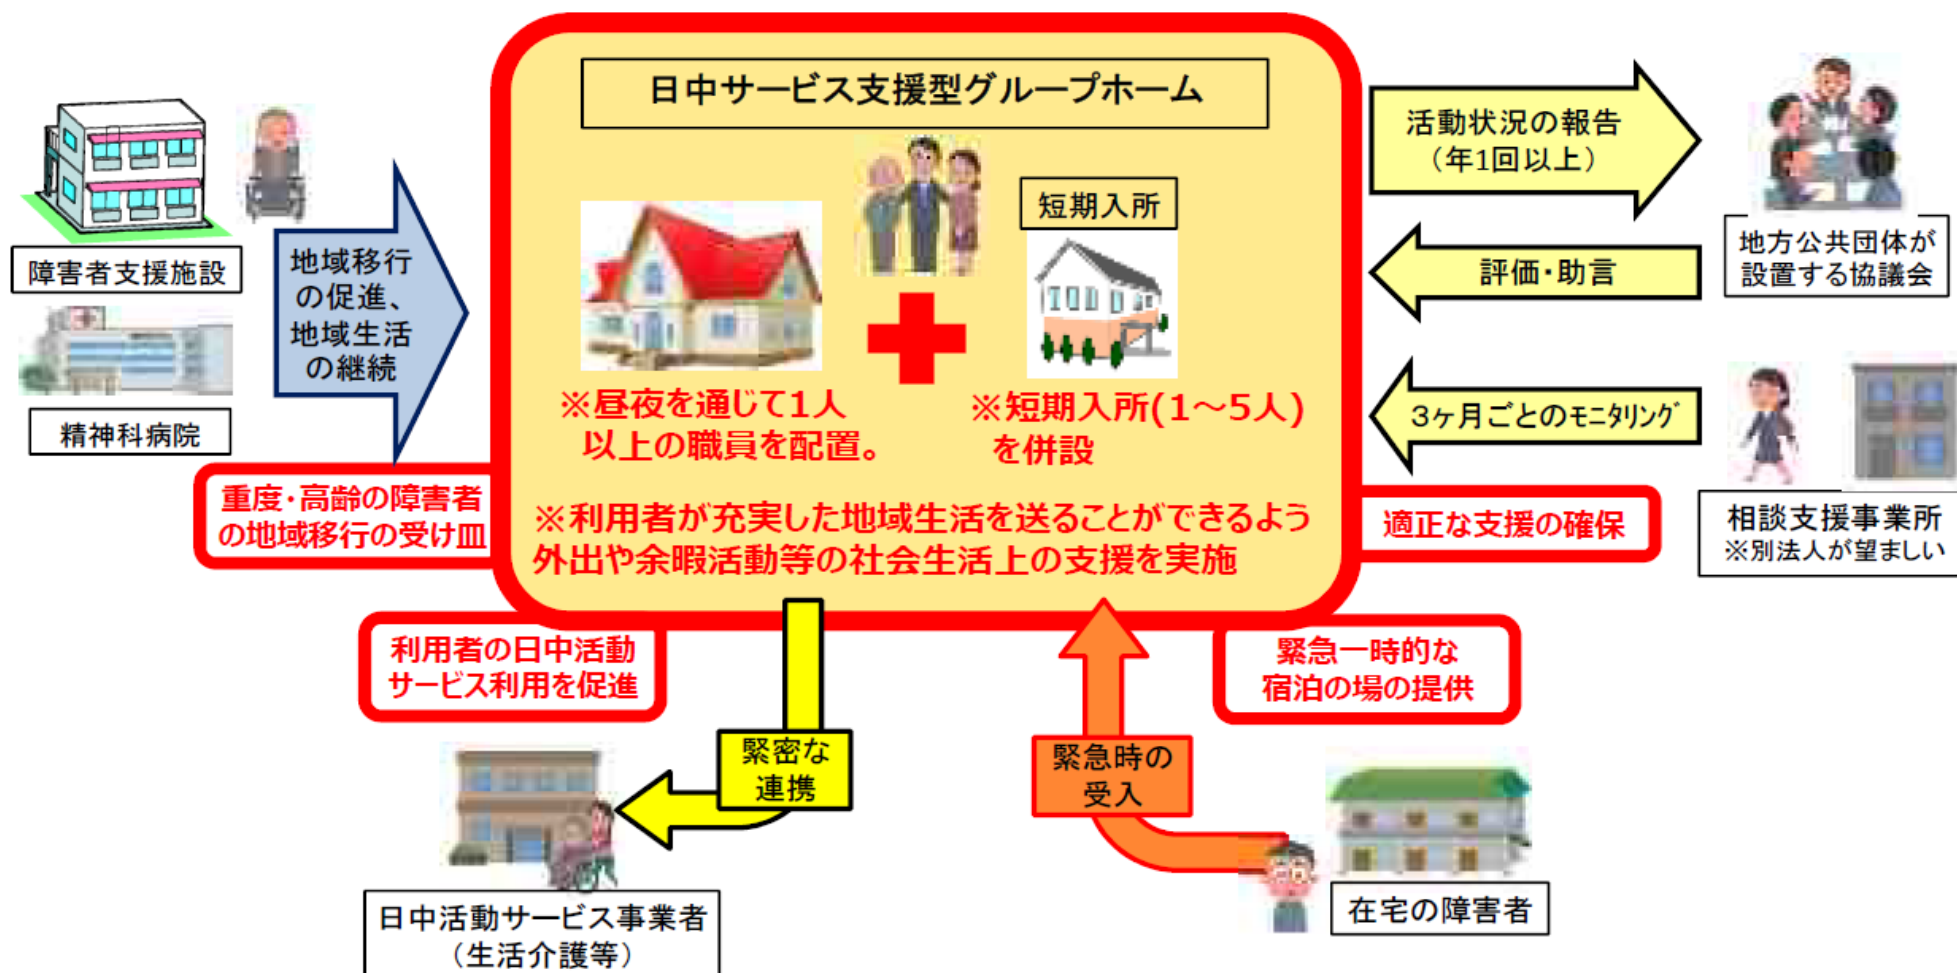 日中サービス支援型グループホーム
短期入所
※昼夜を通じて1人
以上の職員を配置。
※短期入所(1～5人)
を併設
※利用者が充実した地域生活を送ることができるよう
外出や余暇活動等の社会生活上の支援を実施
障害者支援施設
精神科病院
地域移行
の促進、
地域生活
の継続
重度・高齢の障害者
の地域移行の受け皿
活動状況の報告
（年1回以上）
評価・助言
3ヶ月ごとのモニタリング
地方公共団体が
設置する協議会
相談支援事業所
※別法人が望ましい
適正な支援の確保
利用者の日中活動
サービス利用を促進
緊密な
連携
日中活動サービス事業者
（生活介護等）
緊急一時的な
宿泊の場の提供
緊急時の
受入
在宅の障害者